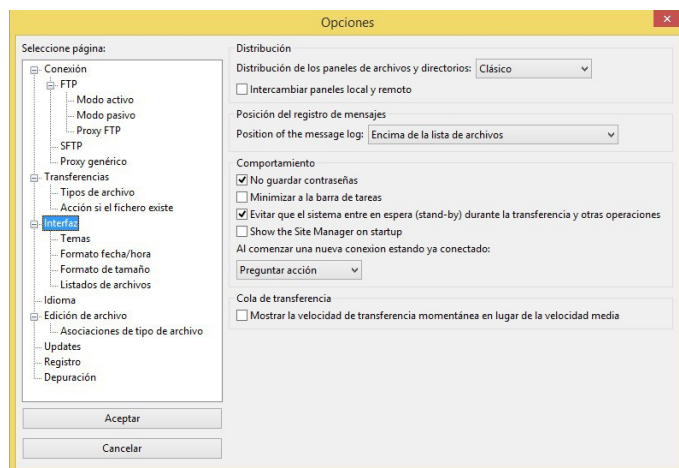 Opciones
Seleccione página:
Conexión
FTP
Modo activo
Modo pasivo
Proxy FTP
SFTP
Proxy genérico
Transferencias
Tipos de archivo
Acción si el fichero existe
Interfaz
Temas
Formato fecha/hora
Formato de tamaño
Listados de archivos
Idioma
Edición de archivo
Asociaciones de tipo de archivo
Updates
Registro
Depuración
Aceptar
Cancelar
Distribución
Distribución de los paneles de archivos y directorios: Clásico
Intercambiar paneles local y remoto
Posición del registro de mensajes
Position of the message log: Encima de la lista de archivos
Comportamiento
No guardar contraseñas
Minimizar a la barra de tareas
Evitar que el sistema entre en espera (stand-by) durante la transferencia y otras operaciones
Show the Site Manager on startup
Al comenzar una nueva conexion estando ya conectado:
Preguntar acción
Cola de transferencia
Mostrar la velocidad de transferencia momentánea en lugar de la velocidad media